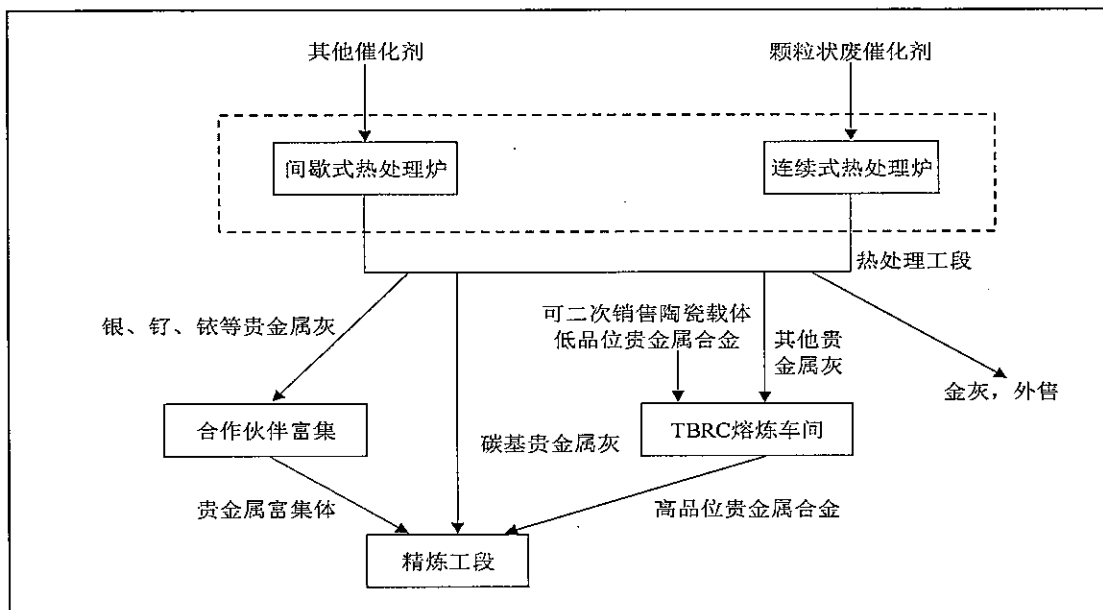 其他催化剂
颗粒状废催化剂
间歇式热处理炉
连续式热处理炉
热处理工段
银、钌、铱等贵金属灰
可二次销售陶瓷载体
低品位贵金属合金
其他贵
金属灰
金灰，外售
合作伙伴富集
TBRC熔炼车间
碳基贵金属灰
贵金属富集体
高品位贵金属合金
精炼工段